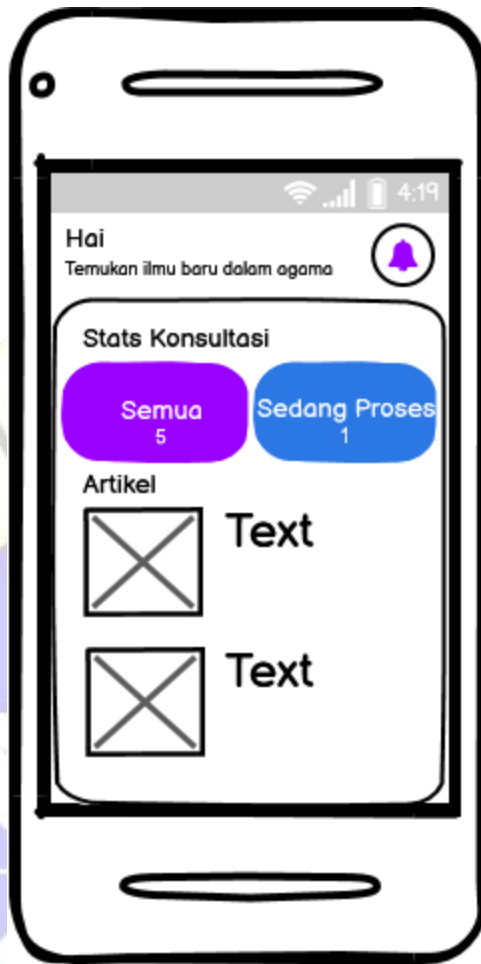 4:19
Hai
Temukan ilmu baru dalam agama
Stats Konsultasi
Semua
5
Sedang Proses
1
Artikel
Text
Text